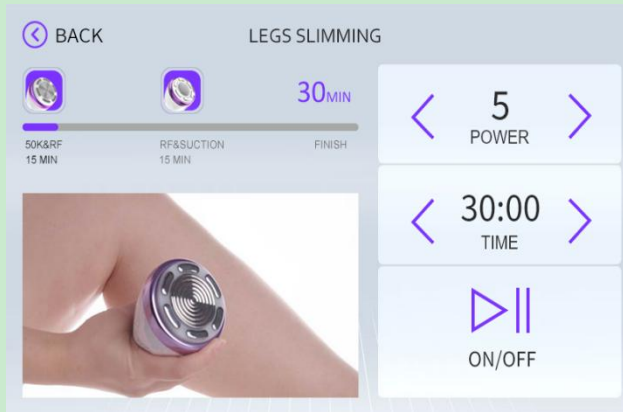 BACK
LEGS SLIMMING
30MIN
50K&RF
15 MIN
RF&SUCTION
15 MIN
FINISH
5
POWER
30:00
TIME
ON/OFF